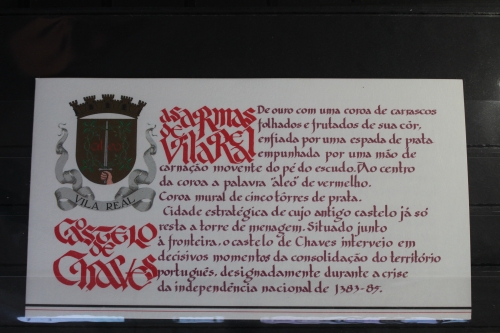 VILA REAL
As armas
de
Vila Real
De ouro com uma coroa de carrascos
folhados e frutados de sua côr,
enfiada por uma espada de prata
empunhada por uma mão de
carnação movente do pé do escudo. Ao centro
da coroa a palavra "aleo" de vermelho.
Coroa mural de cinco tôrres de prata.
Castelo
de
Chaves
Cidade estratégica de cujo antigo castelo já só
resta a torre de menagem. Situado junto
à fronteira, o castelo de Chaves interveio em
decisivos momentos da consolidação do território
português, designadamente durante a crise
da independência nacional de 1383-85.